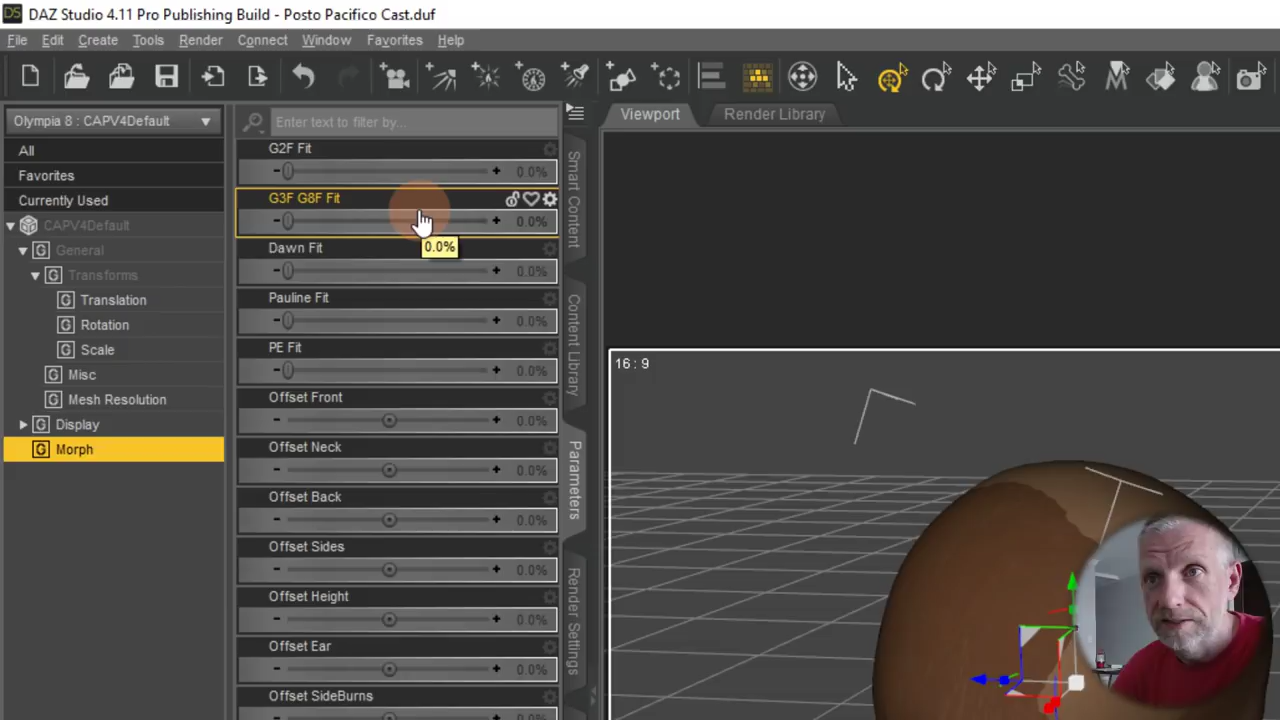 DS DAZ Studio 4.11 Pro Publishing Build - Posto Pacifico Cast.duf
File Edit Create Tools Render Connect Window Favorites Help
Olympia 8 : CAPV4Default
All
Favorites
Currently Used
CAPV4Default
General
Transforms
Translation
Rotation
Scale
Misc
Mesh Resolution
Display
Morph
Enter text to filter by...
G2F Fit
0.0%
G3F G8F Fit
0.0%
0.0%
Dawn Fit
0.0%
Pauline Fit
0.0%
PE Fit
0.0%
Offset Front
0.0%
Offset Neck
0.0%
Offset Back
0.0%
Offset Sides
0.0%
Offset Height
0.0%
Offset Ear
0.0%
Offset SideBurns
Smart Content
Content Library
Parameters
Render Settings
Viewport
Render Library
16 : 9